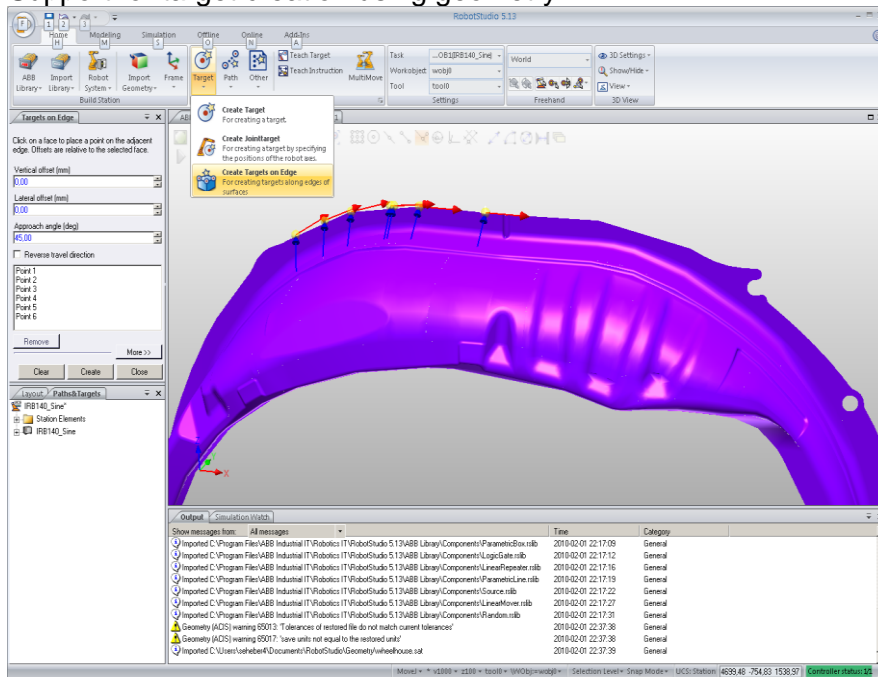 Support for target creation using geometry
RobotStudio 5.13
1 2 3
Home Modeling Simulation Offline Online Add-Ins
H M S O N A
ABB Library
Import Library
Robot System
Import Geometry
Frame
Target
Path
Other
Teach Target
Teach Instruction
MultiMove
Task ...OB1(IRB140_Sine)
Workobject wobj0
Tool tool0
World
3D Settings
Show/Hide
View
Build Station
Settings
Freehand
3D View
Create Target
For creating a target.
Create Jointtarget
For creating a target by specifying
the positions of the robot axes.
Create Targets on Edge
For creating targets along edges of
surfaces
Targets on Edge
Click on a face to place a point on the adjacent
edge. Offsets are relative to the selected face.
Vertical offset (mm)
0,00
Lateral offset (mm)
0,00
Approach angle (deg)
45,00
Reverse travel direction
Point 1
Point 2
Point 3
Point 4
Point 5
Point 6
Remove
More >>
Clear Create Close
Layout Paths&Targets
IRB140_Sine*
Station Elements
IRB140_Sine
X
Output Simulation Watch
Show messages from: All messages Time Category
Imported C:\Program Files\ABB Industrial IT\Robotics IT\RobotStudio 5.13\ABB Library\Components\ParametricBox.rslib 2010-02-01 22:17:09 General
Imported C:\Program Files\ABB Industrial IT\Robotics IT\RobotStudio 5.13\ABB Library\Components\LogicGate.rslib 2010-02-01 22:17:12 General
Imported C:\Program Files\ABB Industrial IT\Robotics IT\RobotStudio 5.13\ABB Library\Components\LinearRepeater.rslib 2010-02-01 22:17:16 General
Imported C:\Program Files\ABB Industrial IT\Robotics IT\RobotStudio 5.13\ABB Library\Components\ParametricLine.rslib 2010-02-01 22:17:19 General
Imported C:\Program Files\ABB Industrial IT\Robotics IT\RobotStudio 5.13\ABB Library\Components\Source.rslib 2010-02-01 22:17:22 General
Imported C:\Program Files\ABB Industrial IT\Robotics IT\RobotStudio 5.13\ABB Library\Components\LinearMover.rslib 2010-02-01 22:17:27 General
Imported C:\Program Files\ABB Industrial IT\Robotics IT\RobotStudio 5.13\ABB Library\Components\Random.rslib 2010-02-01 22:17:31 General
Geometry (ACIS) warning 65013: 'Tolerances of restored file do not match current tolerances' 2010-02-01 22:37:38 General
Geometry (ACIS) warning 65017: 'save units not equal to the restored units' 2010-02-01 22:37:38 General
Imported C:\Users\seheber4\Documents\RobotStudio\Geometry\wheelhouse.sat 2010-02-01 22:37:39 General
MoveJ * v1000 z100 tool0 \WObj:=wobj0 Selection Level Snap Mode UCS: Station 4699,48 -754,83 1538,97 Controller status: 1/1